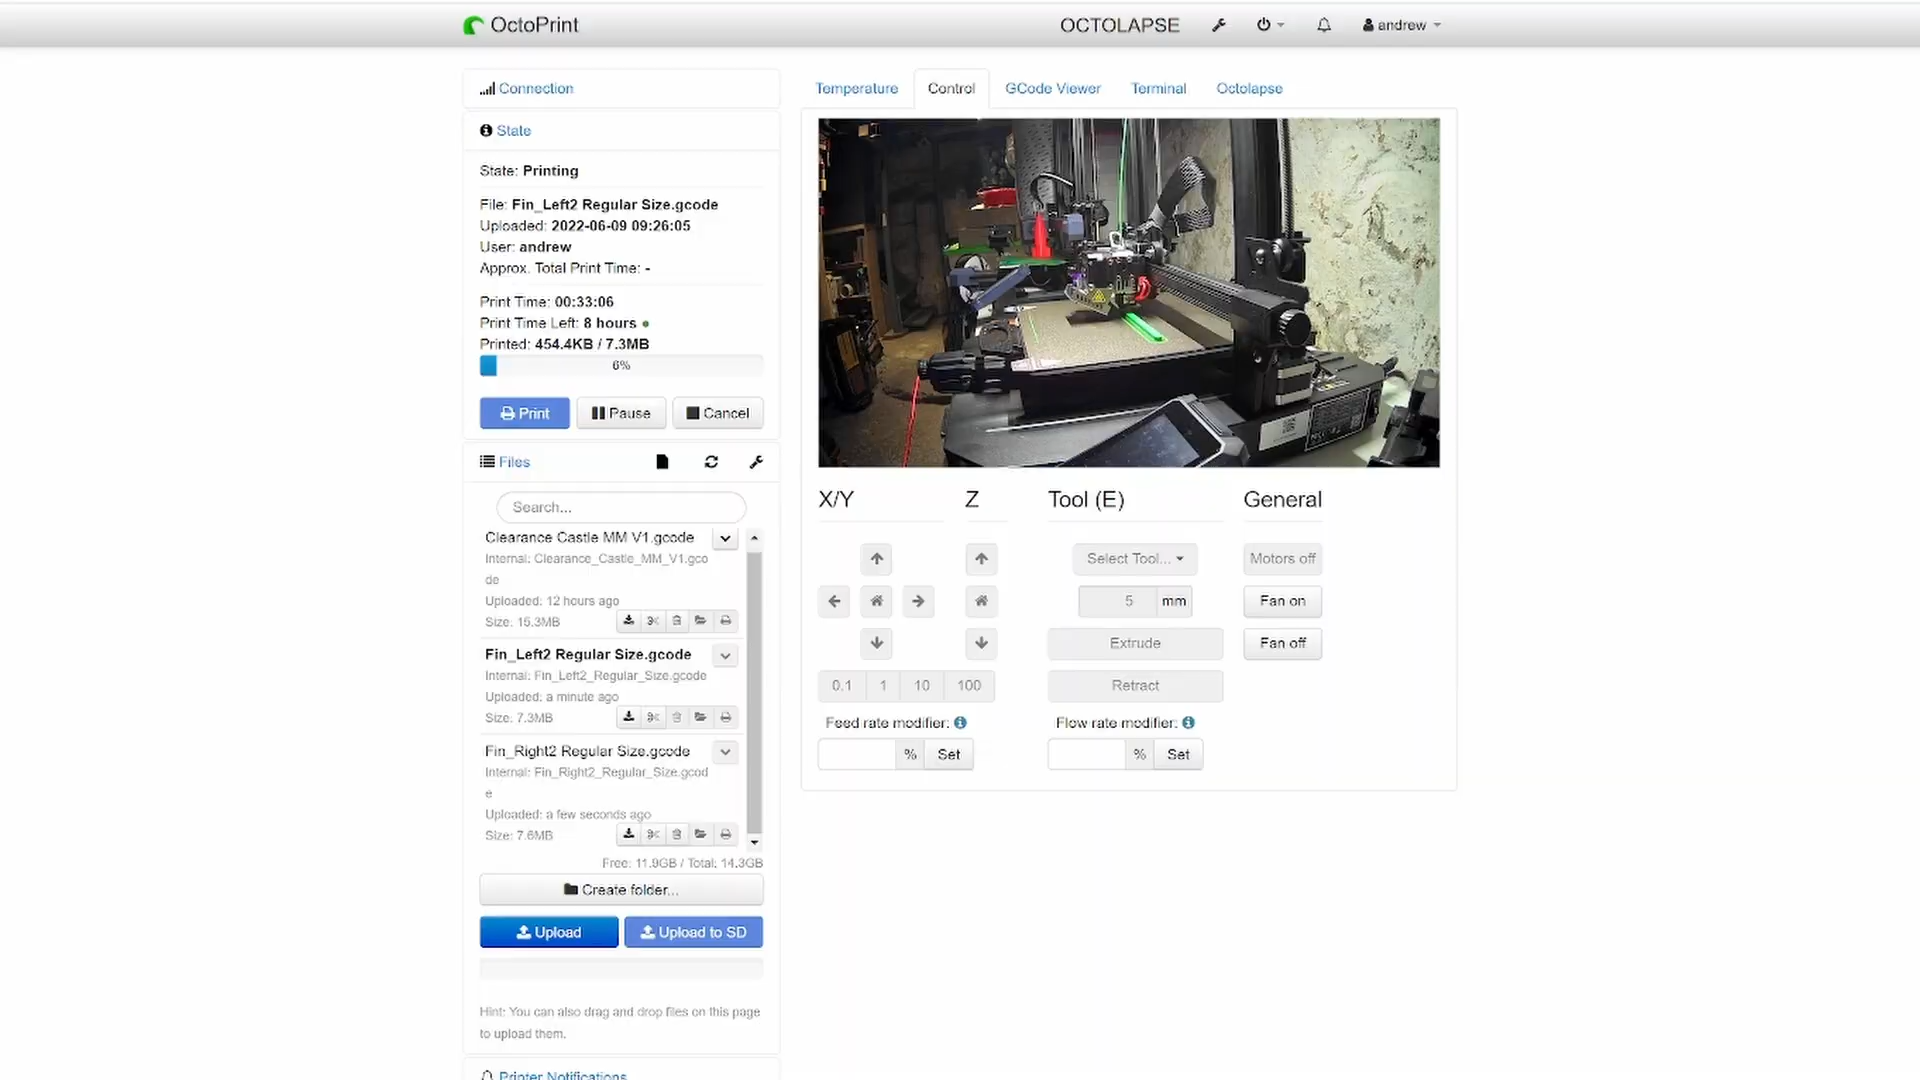 OctoPrint
OCTOLAPSE
andrew
Connection
State
State: Printing
File: Fin_Left2 Regular Size.gcode
Uploaded: 2022-06-09 09:26:05
User: andrew
Approx. Total Print Time: -
Print Time: 00:33:06
Print Time Left: 8 hours
Printed: 454.4KB / 7.3MB
6%
Print
Pause
Cancel
Files
Search...
Clearance Castle MM V1.gcode
Internal: Clearance_Castle_MM_V1.gco
de
Uploaded: 12 hours ago
Size: 15.3MB
Fin_Left2 Regular Size.gcode
Internal: Fin_Left2_Regular_Size.gcode
Uploaded: a minute ago
Size: 7.3MB
Fin_Right2 Regular Size.gcode
Internal: Fin_Right2_Regular_Size.gcod
e
Uploaded: a few seconds ago
Size: 7.6MB
Free: 11.9GB / Total: 14.3GB
Create folder...
Upload
Upload to SD
Hint: You can also drag and drop files on this page
to upload them.
Printer Notifications
Temperature
Control
GCode Viewer
Terminal
Octolapse
X/Y
Z
Tool (E)
General
Select Tool...
Motors off
5
mm
Fan on
Extrude
Fan off
0.1
1
10
100
Retract
Feed rate modifier:
Flow rate modifier:
%
Set
%
Set